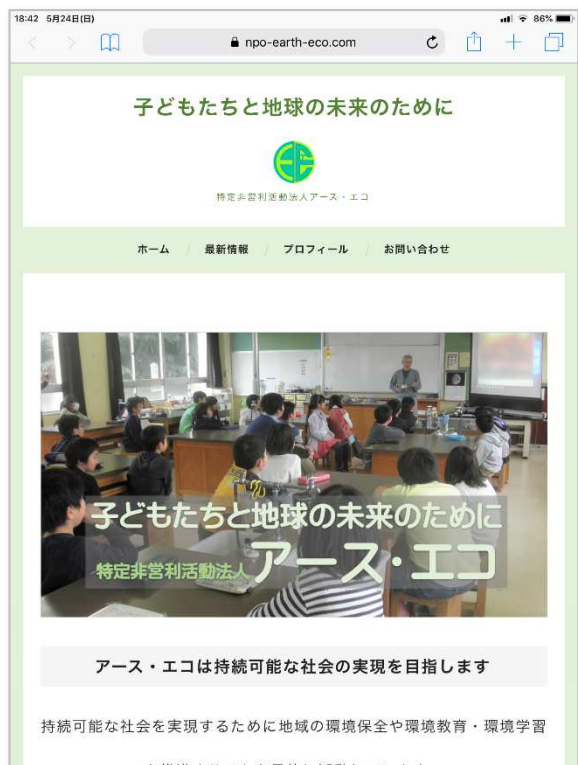 18:42 5月24日(日) 86%
npo-earth-eco.com
子どもたちと地球の未来のために
特定非営利活動法人アース・エコ
ホーム / 最新情報 / プロフィール / お問い合わせ
子どもたちと地球の未来のために
特定非営利活動法人アース・エコ
アース・エコは持続可能な社会の実現を目指します
持続可能な社会を実現するために地域の環境保全や環境教育・環境学習